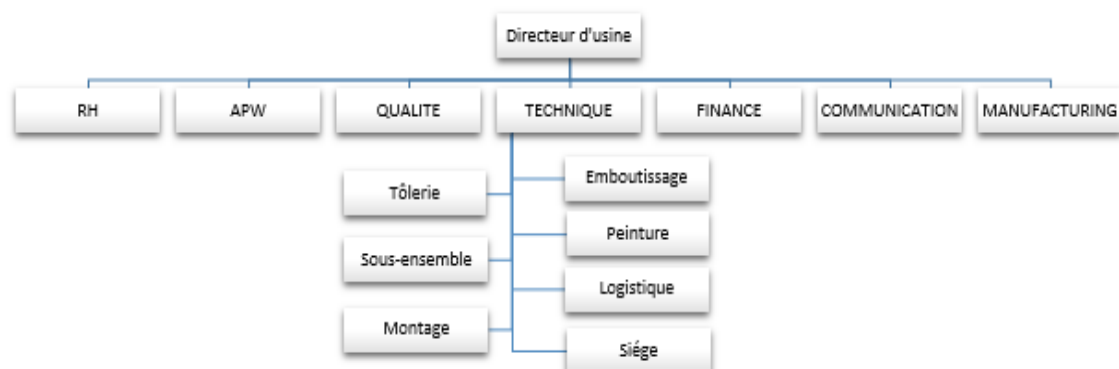 Directeur d'usine
RH
APW
QUALITE
TECHNIQUE
FINANCE
COMMUNICATION
MANUFACTURING
Tôlerie
Emboutissage
Sous-ensemble
Peinture
Montage
Logistique
Siége